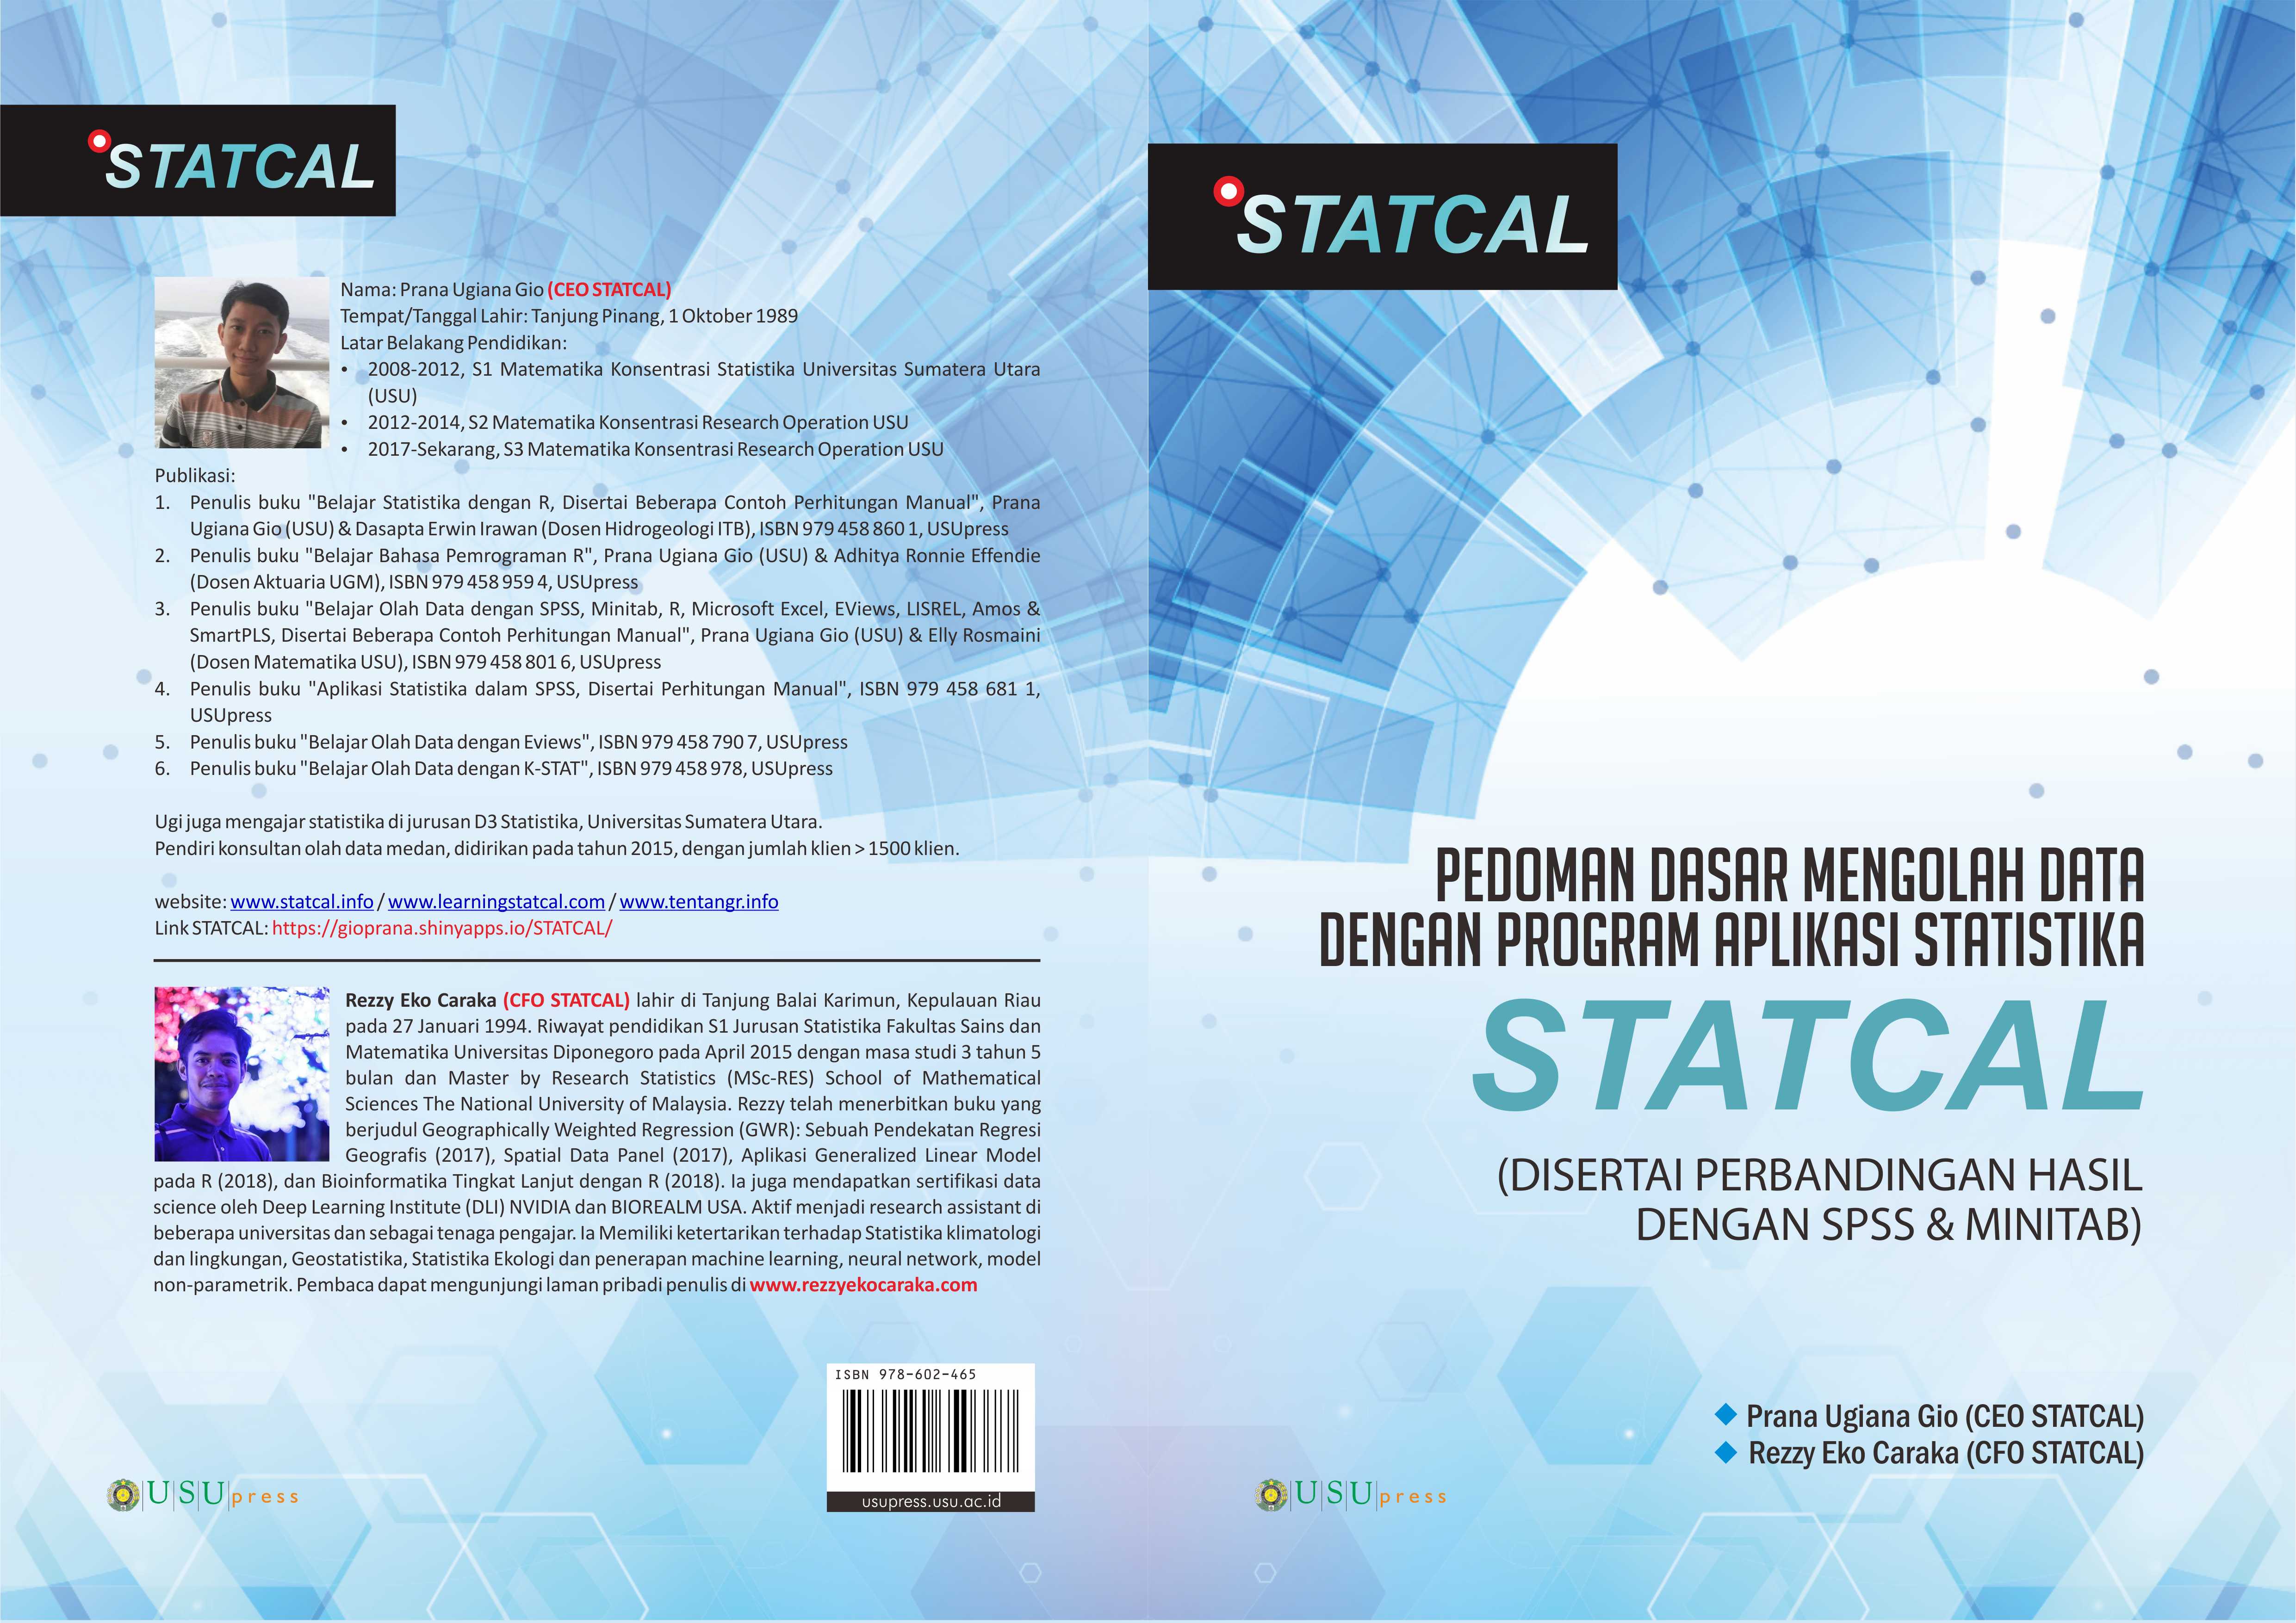 STATCAL
Nama: Prana Ugiana Gio (CEO STATCAL)
Tempat/Tanggal Lahir: Tanjung Pinang, 1 Oktober 1989
Latar Belakang Pendidikan:
• 2008-2012, S1 Matematika Konsentrasi Statistika Universitas Sumatera Utara
(USU)
• 2012-2014, S2 Matematika Konsentrasi Research Operation USU
• 2017-Sekarang, S3 Matematika Konsentrasi Research Operation USU
Publikasi:
1. Penulis buku "Belajar Statistika dengan R, Disertai Beberapa Contoh Perhitungan Manual", Prana
Ugiana Gio (USU) & Dasapta Erwin Irawan (Dosen Hidrogeologi ITB), ISBN 979 458 860 1, USUpress
2. Penulis buku "Belajar Bahasa Pemrograman R", Prana Ugiana Gio (USU) & Adhitya Ronnie Effendie
(Dosen Aktuaria UGM), ISBN 979 458 959 4, USUpress
3. Penulis buku "Belajar Olah Data dengan SPSS, Minitab, R, Microsoft Excel, EViews, LISREL, Amos &
SmartPLS, Disertai Beberapa Contoh Perhitungan Manual", Prana Ugiana Gio (USU) & Elly Rosmaini
(Dosen Matematika USU), ISBN 979 458 801 6, USUpress
4. Penulis buku "Aplikasi Statistika dalam SPSS, Disertai Perhitungan Manual", ISBN 979 458 681 1,
USUpress
5. Penulis buku "Belajar Olah Data dengan Eviews", ISBN 979 458 790 7, USUpress
6. Penulis buku "Belajar Olah Data dengan K-STAT", ISBN 979 458 978, USUpress
Ugi juga mengajar statistika di jurusan D3 Statistika, Universitas Sumatera Utara.
Pendiri konsultan olah data medan, didirikan pada tahun 2015, dengan jumlah klien > 1500 klien.
website: www.statcal.info / www.learningstatcal.com / www.tentangr.info
Link STATCAL: https://gioprana.shinyapps.io/STATCAL/
Rezzy Eko Caraka (CFO STATCAL) lahir di Tanjung Balai Karimun, Kepulauan Riau
pada 27 Januari 1994. Riwayat pendidikan S1 Jurusan Statistika Fakultas Sains dan
Matematika Universitas Diponegoro pada April 2015 dengan masa studi 3 tahun 5
bulan dan Master by Research Statistics (MSc-RES) School of Mathematical
Sciences The National University of Malaysia. Rezzy telah menerbitkan buku yang
berjudul Geographically Weighted Regression (GWR): Sebuah Pendekatan Regresi
Geografis (2017), Spatial Data Panel (2017), Aplikasi Generalized Linear Model
pada R (2018), dan Bioinformatika Tingkat Lanjut dengan R (2018). Ia juga mendapatkan sertifikasi data
science oleh Deep Learning Institute (DLI) NVIDIA dan BIOREALM USA. Aktif menjadi research assistant di
beberapa universitas dan sebagai tenaga pengajar. Ia Memiliki ketertarikan terhadap Statistika klimatologi
dan lingkungan, Geostatistika, Statistika Ekologi dan penerapan machine learning, neural network, model
non-parametrik. Pembaca dapat mengunjungi laman pribadi penulis di www.rezzyekocaraka.com
ISBN 978-602-465
usupress.usu.ac.id
USUpress
STATCAL
PEDOMAN DASAR MENGOLAH DATA
DENGAN PROGRAM APLIKASI STATISTIKA
STATCAL
(DISERTAI PERBANDINGAN HASIL
DENGAN SPSS & MINITAB)
Prana Ugiana Gio (CEO STATCAL)
Rezzy Eko Caraka (CFO STATCAL)
USUpress